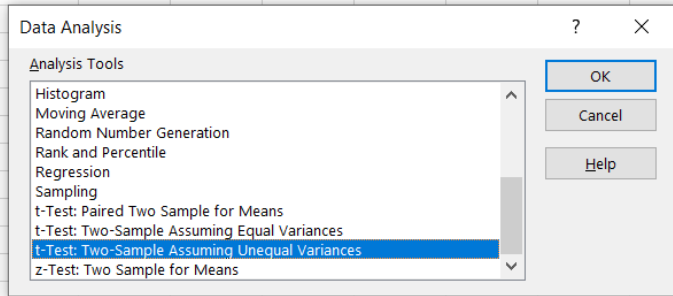 Data Analysis ? ×
Analysis Tools
Histogram
Moving Average
Random Number Generation
Rank and Percentile
Regression
Sampling
t-Test: Paired Two Sample for Means
t-Test: Two-Sample Assuming Equal Variances
t-Test: Two-Sample Assuming Unequal Variances
z-Test: Two Sample for Means
OK
Cancel
Help